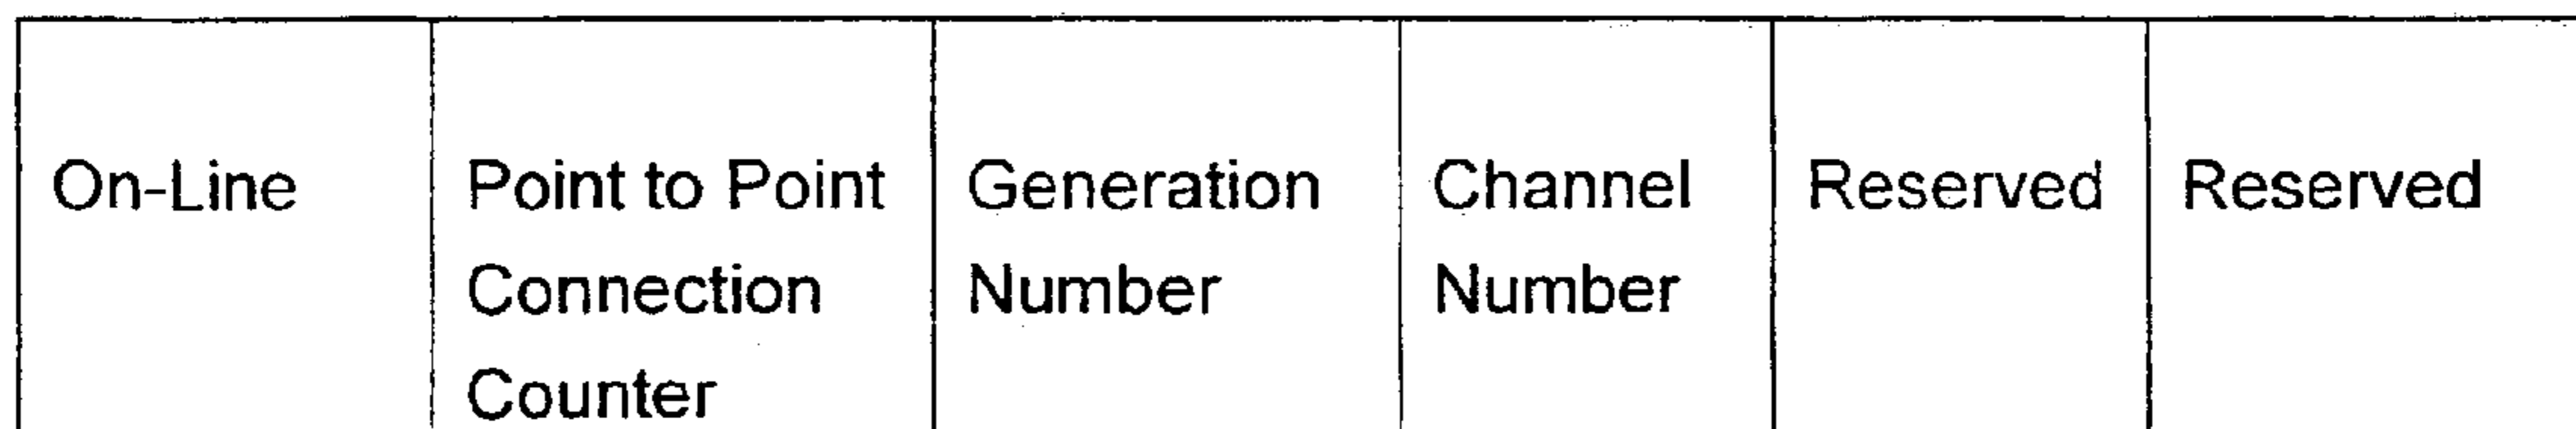 On-Line
Point to Point
Connection
Counter
Generation
Number
Channel
Number
Reserved
Reserved